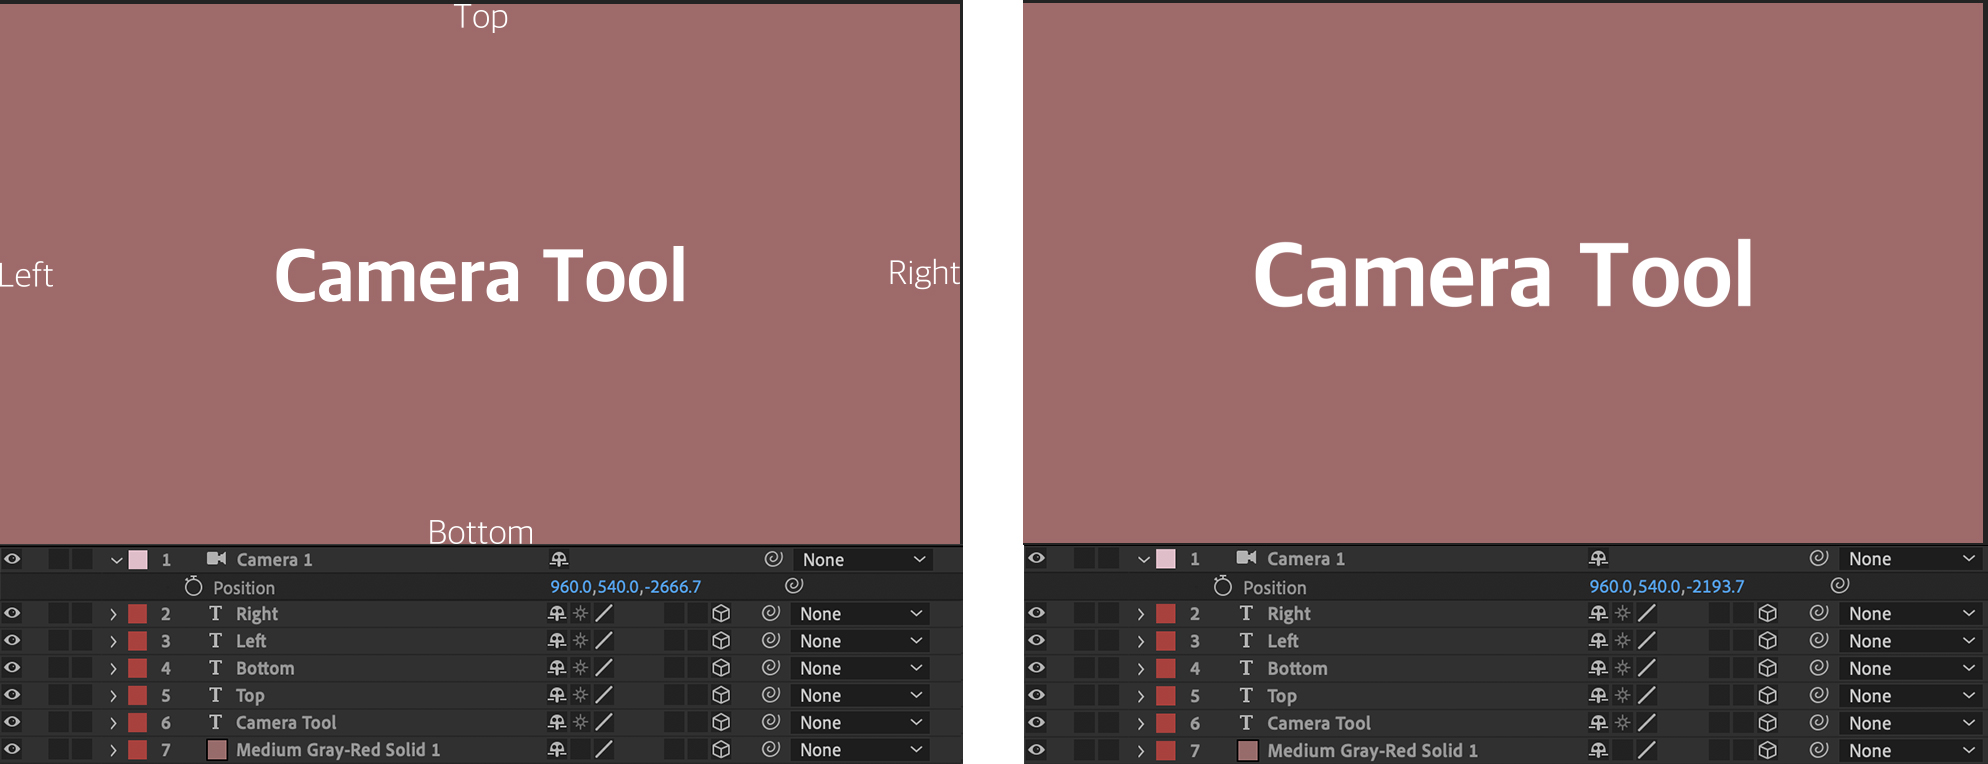 Top
Left
Camera Tool
Right
Bottom
1 Camera 1 None
Position 960.0,540.0,-2666.7
2 T Right None
3 T Left None
4 T Bottom None
5 T Top None
6 T Camera Tool None
7 Medium Gray-Red Solid 1 None
Camera Tool
1 Camera 1 None
Position 960.0,540.0,-2193.7
2 T Right None
3 T Left None
4 T Bottom None
5 T Top None
6 T Camera Tool None
7 Medium Gray-Red Solid 1 None